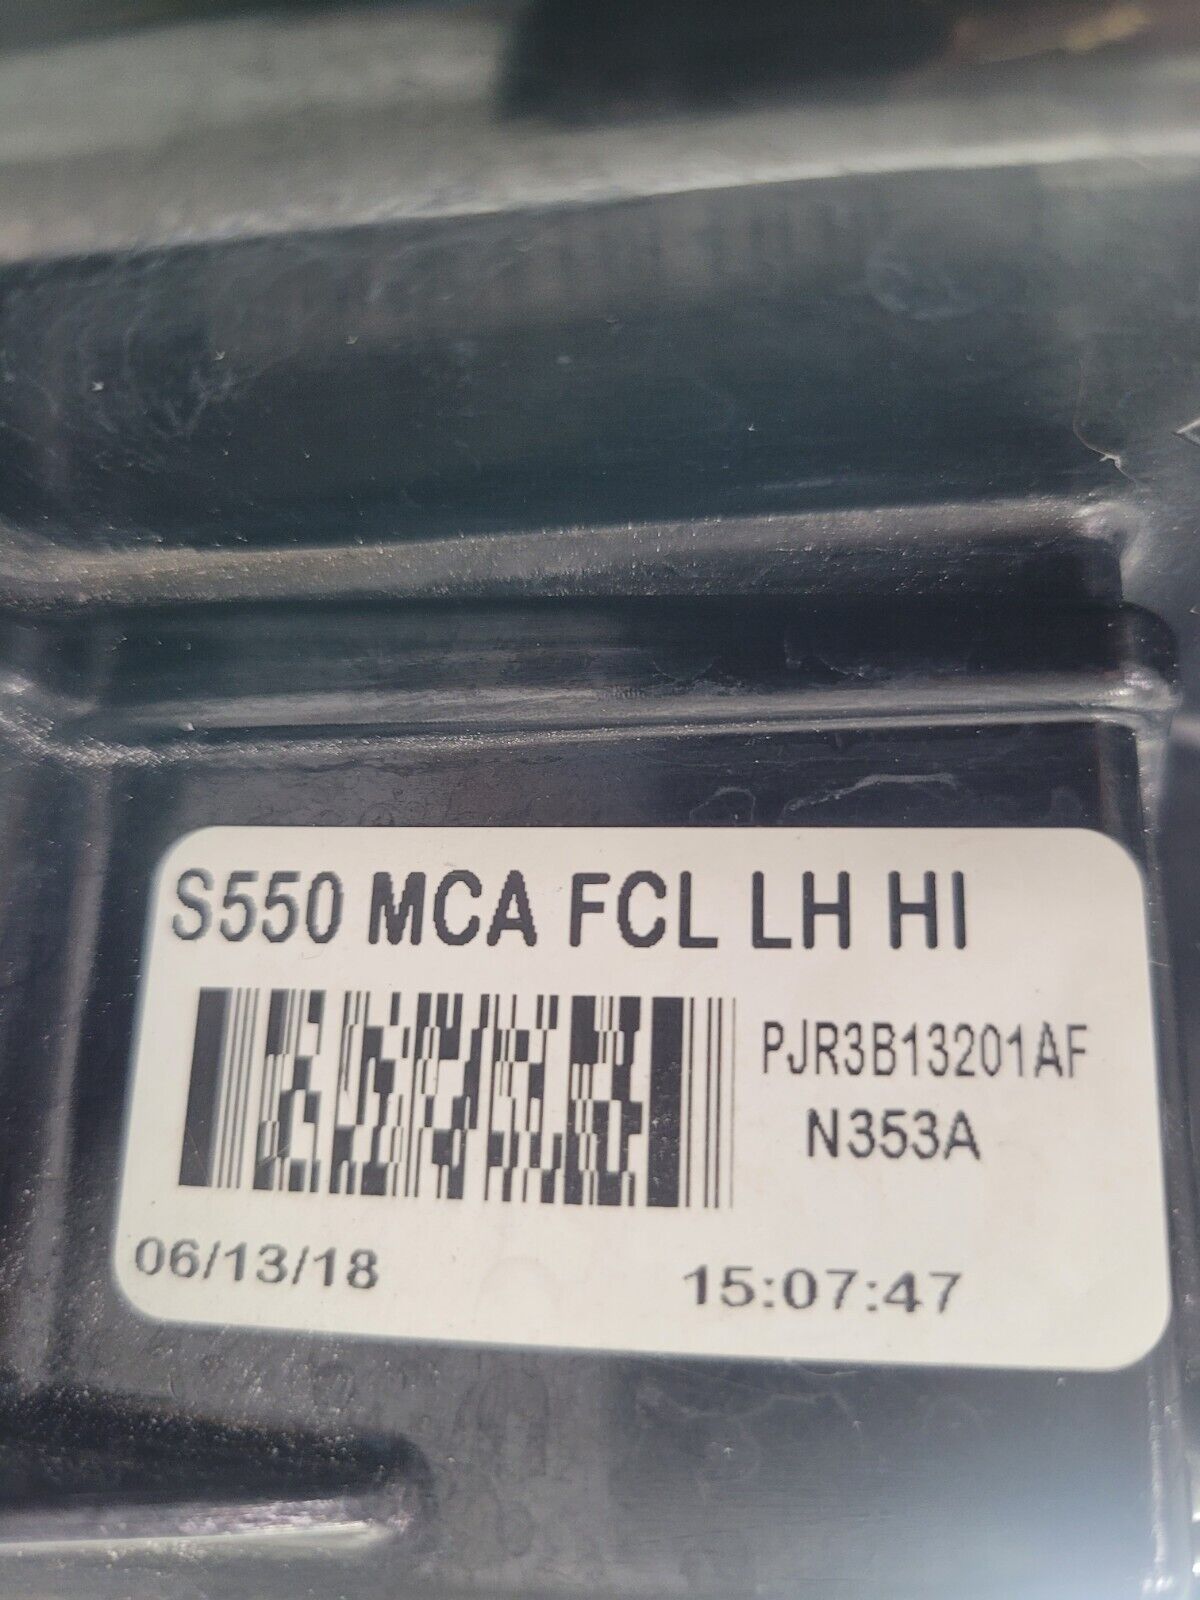 S550 MCA FCL LH HI
PJR3B13201AF
N353A
06/13/18
15:07:47